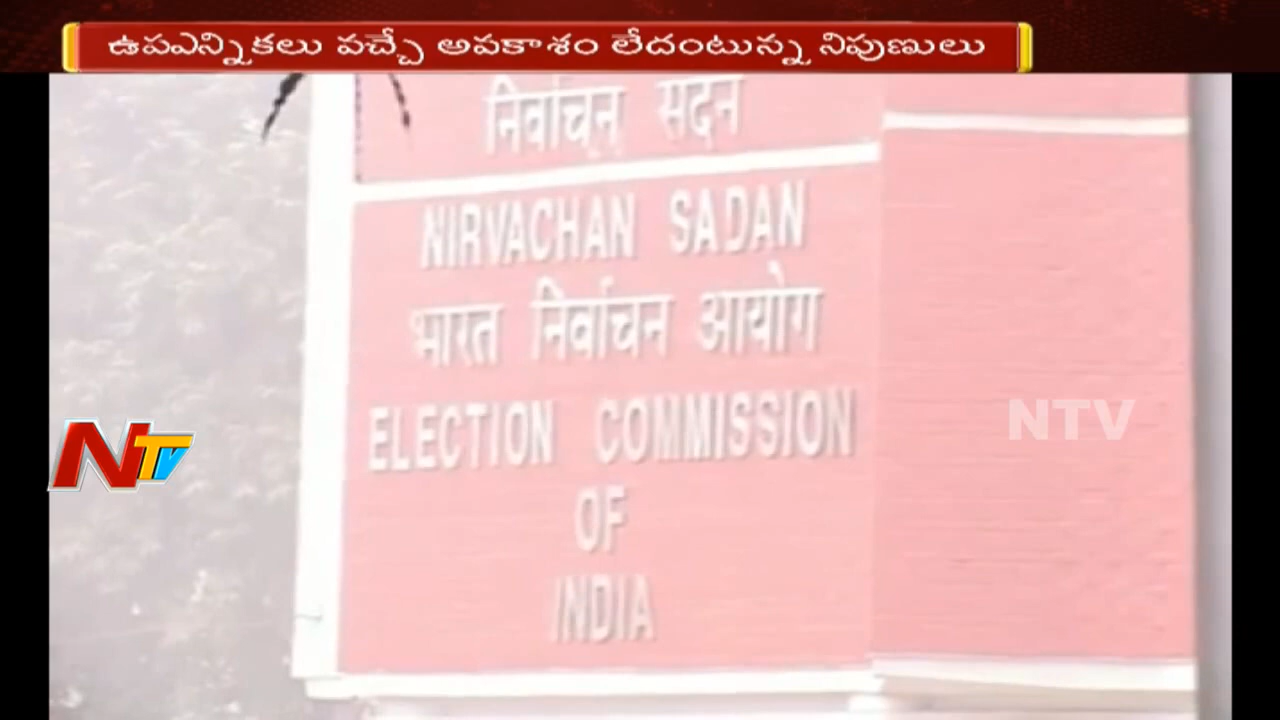 ఉపఎన్నికలు వచ్చే అవకాశం లేదంటున్న నిపుణులు
निर्वाचन सदन
NIRVACHAN SADAN
भारत निर्वाचन आयोग
ELECTION COMMISSION
OF
INDIA
NTV
NTV